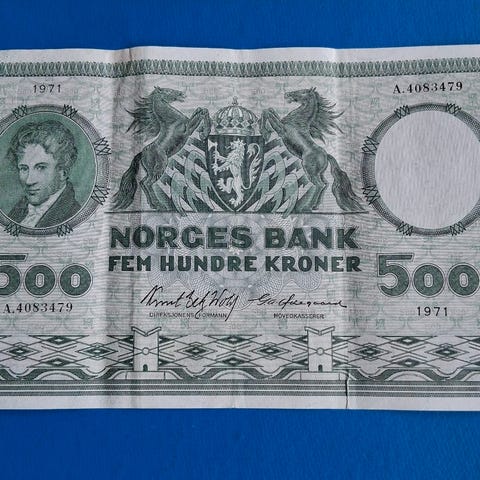 1971
A.4083479
NORGES BANK
FEM HUNDRE KRONER
500
500
A.4083479
DIREKSJONENS FORMANN
HOVEDKASSERER
1971